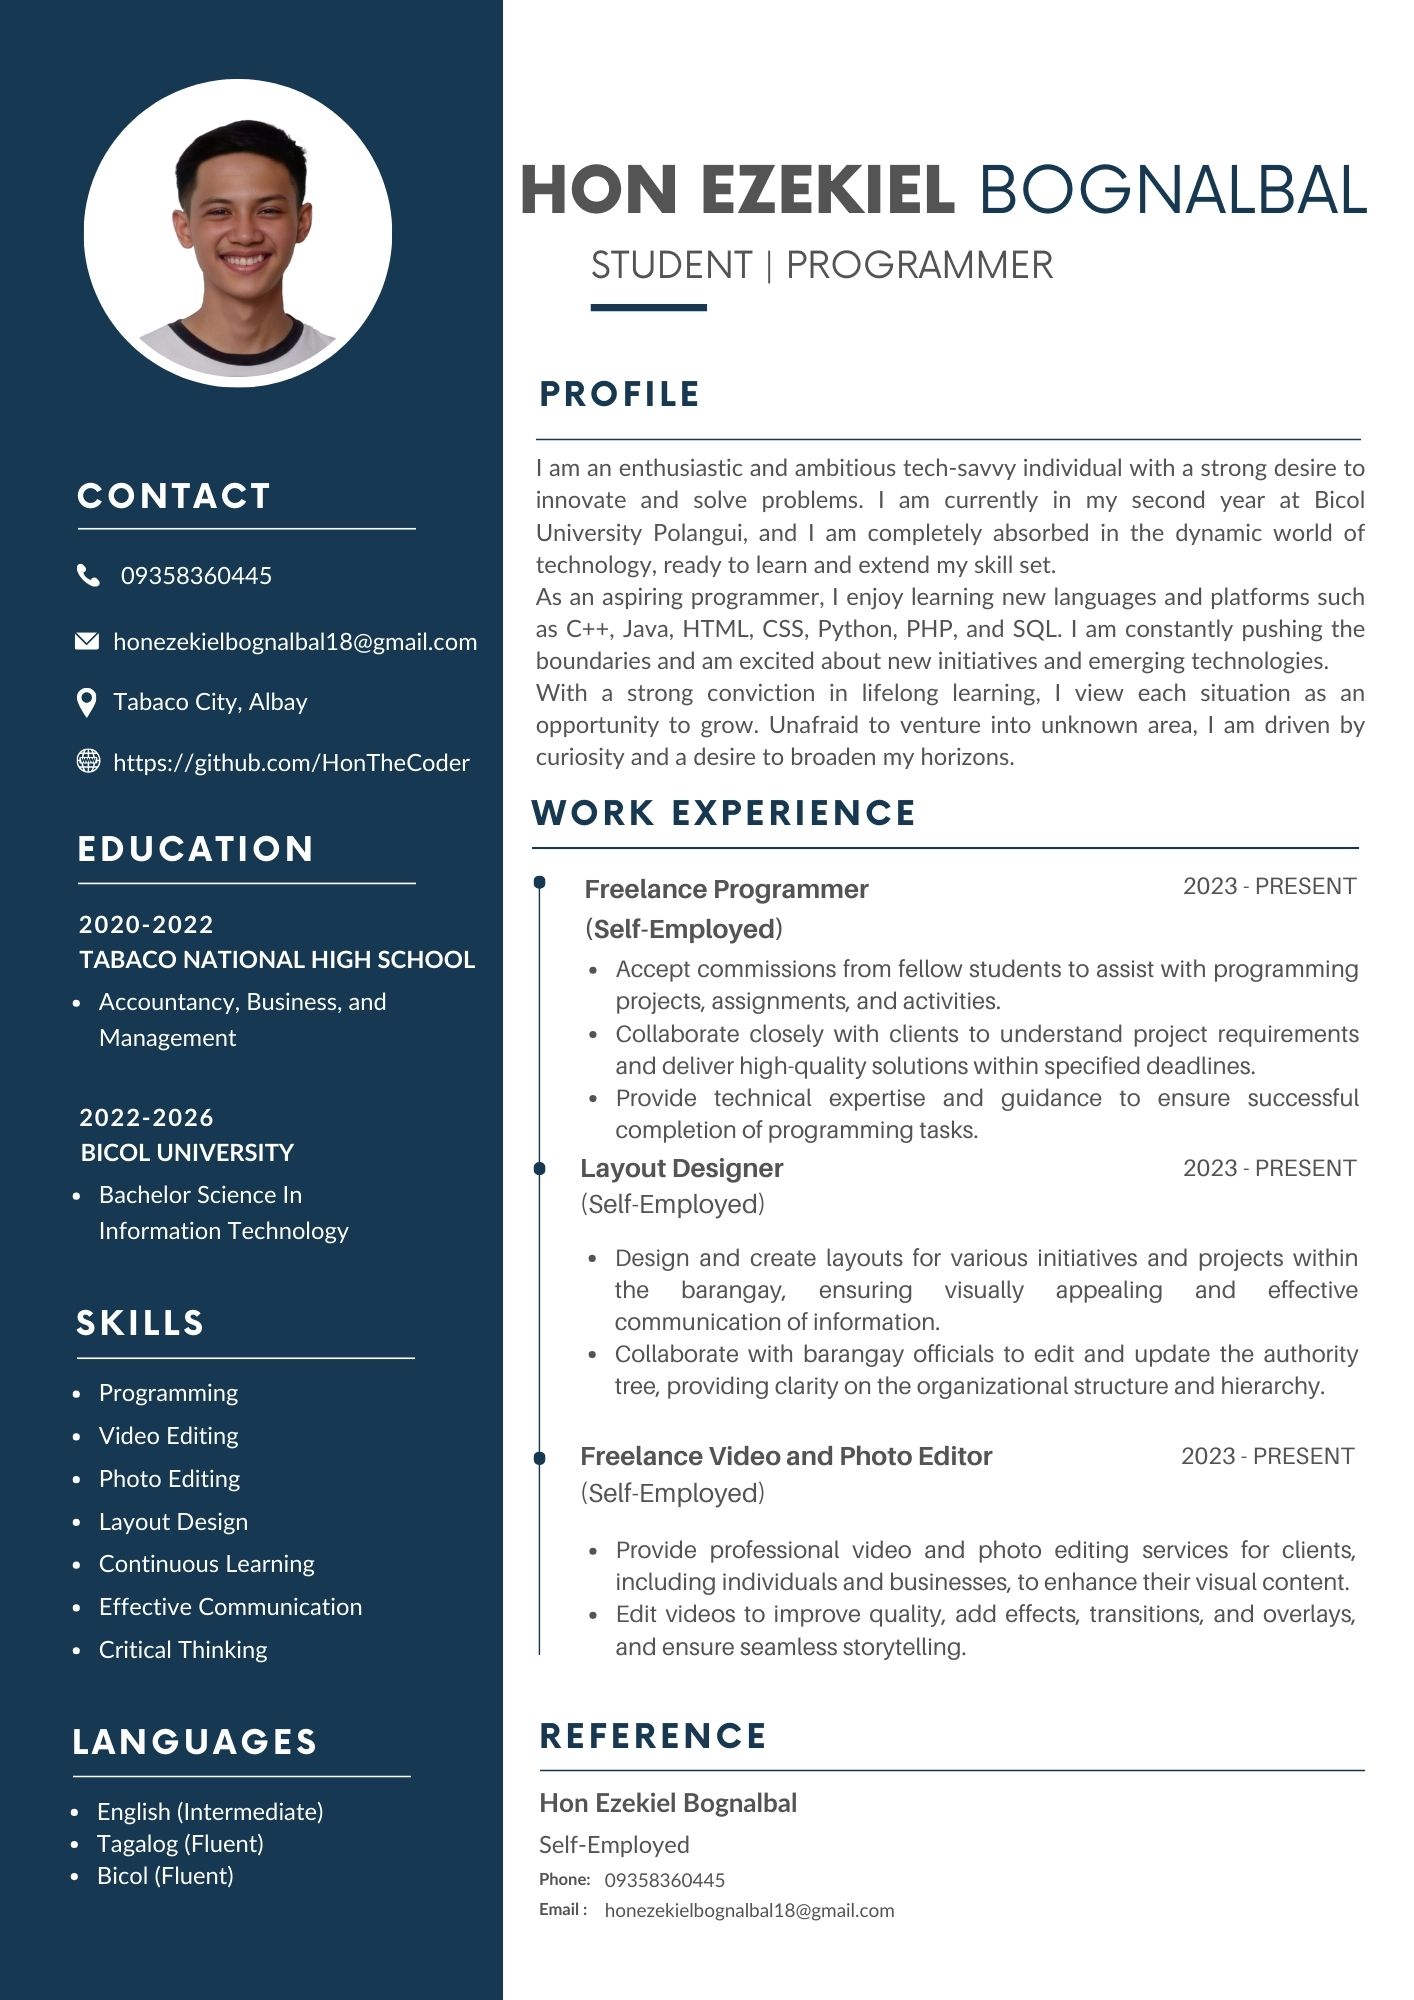 HON EZEKIEL BOGNALBAL
STUDENT | PROGRAMMER
CONTACT
09358360445
honezekielbognalbal18@gmail.com
Tabaco City, Albay
https://github.com/HonTheCoder
EDUCATION
2020-2022
TABACO NATIONAL HIGH SCHOOL
• Accountancy, Business, and
Management
2022-2026
BICOL UNIVERSITY
• Bachelor Science In
Information Technology
SKILLS
• Programming
• Video Editing
• Photo Editing
• Layout Design
• Continuous Learning
• Effective Communication
• Critical Thinking
LANGUAGES
• English (Intermediate)
• Tagalog (Fluent)
• Bicol (Fluent)
PROFILE
I am an enthusiastic and ambitious tech-savvy individual with a strong desire to
innovate and solve problems. I am currently in my second year at Bicol
University Polangui, and I am completely absorbed in the dynamic world of
technology, ready to learn and extend my skill set.
As an aspiring programmer, I enjoy learning new languages and platforms such
as C++, Java, HTML, CSS, Python, PHP, and SQL. I am constantly pushing the
boundaries and am excited about new initiatives and emerging technologies.
With a strong conviction in lifelong learning, I view each situation as an
opportunity to grow. Unafraid to venture into unknown area, I am driven by
curiosity and a desire to broaden my horizons.
WORK EXPERIENCE
Freelance Programmer 2023 - PRESENT
(Self-Employed)
• Accept commissions from fellow students to assist with programming
projects, assignments, and activities.
• Collaborate closely with clients to understand project requirements
and deliver high-quality solutions within specified deadlines.
• Provide technical expertise and guidance to ensure successful
completion of programming tasks.
Layout Designer 2023 - PRESENT
(Self-Employed)
• Design and create layouts for various initiatives and projects within
the barangay, ensuring visually appealing and effective
communication of information.
• Collaborate with barangay officials to edit and update the authority
tree, providing clarity on the organizational structure and hierarchy.
Freelance Video and Photo Editor 2023 - PRESENT
(Self-Employed)
• Provide professional video and photo editing services for clients,
including individuals and businesses, to enhance their visual content.
• Edit videos to improve quality, add effects, transitions, and overlays,
and ensure seamless storytelling.
REFERENCE
Hon Ezekiel Bognalbal
Self-Employed
Phone: 09358360445
Email : honezekielbognalbal18@gmail.com